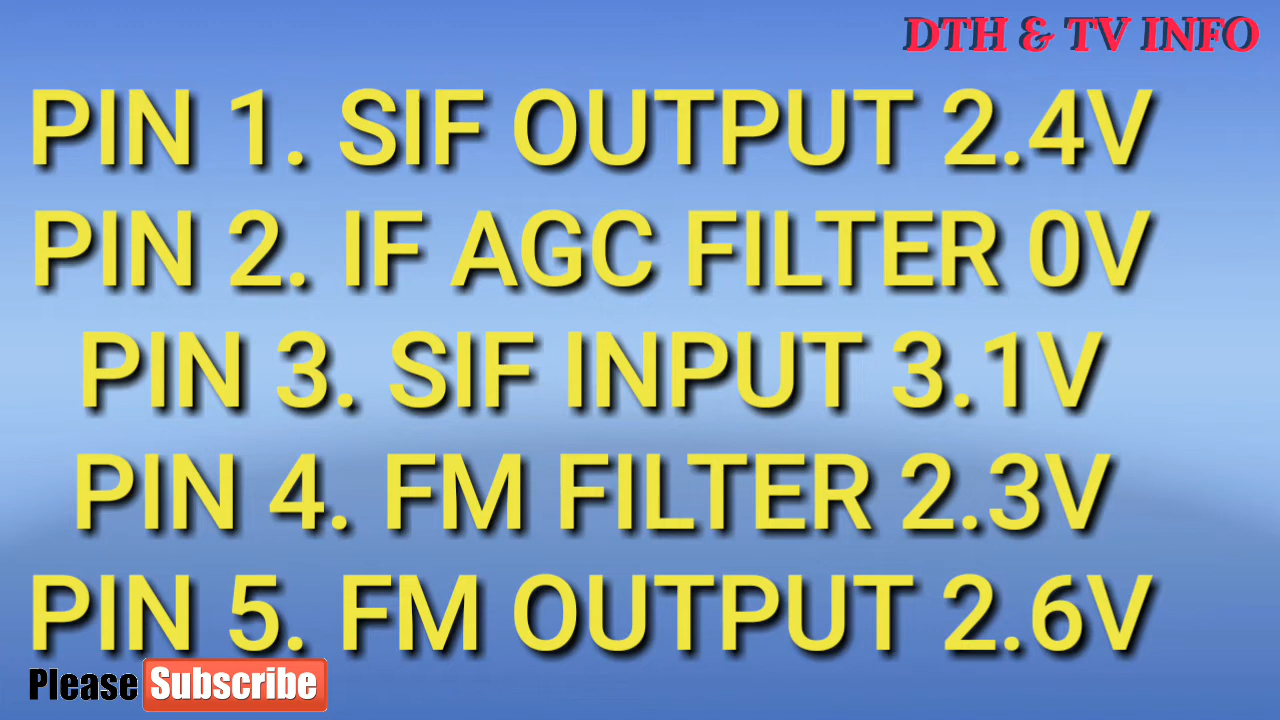 DTH & TV INFO
PIN 1. SIF OUTPUT 2.4V
PIN 2. IF AGC FILTER 0V
PIN 3. SIF INPUT 3.1V
PIN 4. FM FILTER 2.3V
PIN 5. FM OUTPUT 2.6V
Please Subscribe